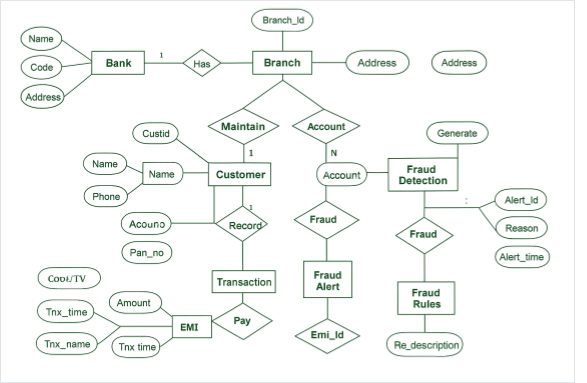 Branch_Id
Name
Code
Address
Bank
1
Has
Branch
Address
Address
Maintain
Account
1
N
Custid
Name
Phone
Name
Customer
Account
Fraud
Detection
Generate
Acouno
Pan_no
1
Record
Fraud
Fraud
:
Alert_Id
Reason
Alert_time
Transaction
Fraud
Alert
Fraud
Rules
Tnx_time
Tnx_name
Amount
Tnx time
EMI
Pay
Emi_Id
Re_description